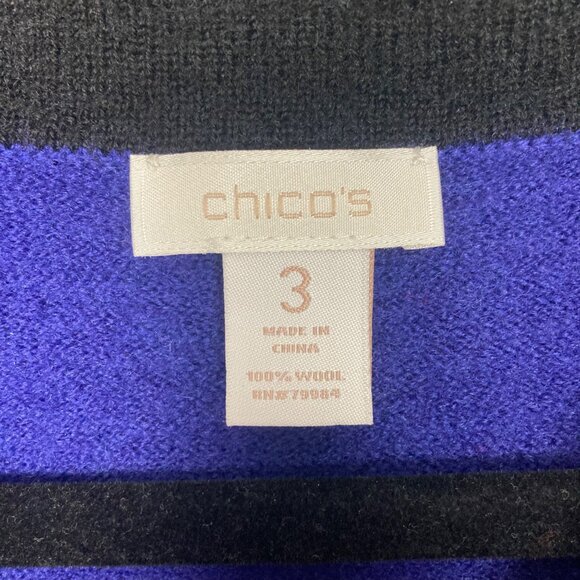 chico's
3
MADE IN
CHINA
100% WOOL
RN#79984